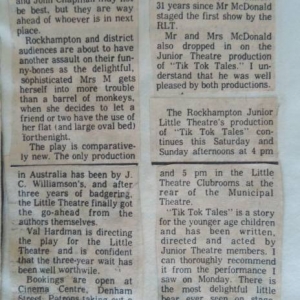 and John Chapman may not
be best, but they are way
ahead of whoever is in next
place.
Rockhampton and district
audiences are about to have
another assault on their fun-
ny-bones as the delightful,
sophisticated Mrs M gets
herself into more trouble
than a barrel of monkeys,
when she decides to let a
friend or two have the use of
her flat (and large oval bed)
forthenight.
The play is comparative-
ly new. The only production
in Australia has been by J.
C. Williamson's, and after
three years of badgering,
the Little Theatre finally got
the go-ahead from the
authors themselves.
Val Hardman is directing
the play for the Little
Theatre and is confident
that the three-year wait has
been well worthwile.
Bookings are open at
Cinema Centre, Denham
Street. Patrons taking out a
31 years since Mr McDonald
staged the first show by the
RLT.
Mr and Mrs McDonald
also dropped in on the
Junior Theatre production
of "Tik Tok Tales". I un-
derstand that he was well
pleased by both productions.
The Rockhampton Junior
Little Theatre's production
of "Tik Tok Tales" con-
tinues this Saturday and
Sunday afternoons at 4 pm
and 5 pm in the Little
Theatre Clubrooms at the
rear of the Municipal
Theatre.
"Tik Tok Tales" is a story
for the younger age children
and has been written,
directed and acted by
Junior Theatre members. I
can thoroughly recommend
it from the performance I
saw on Monday. There is
the most delightful little
bear ever seen on stage